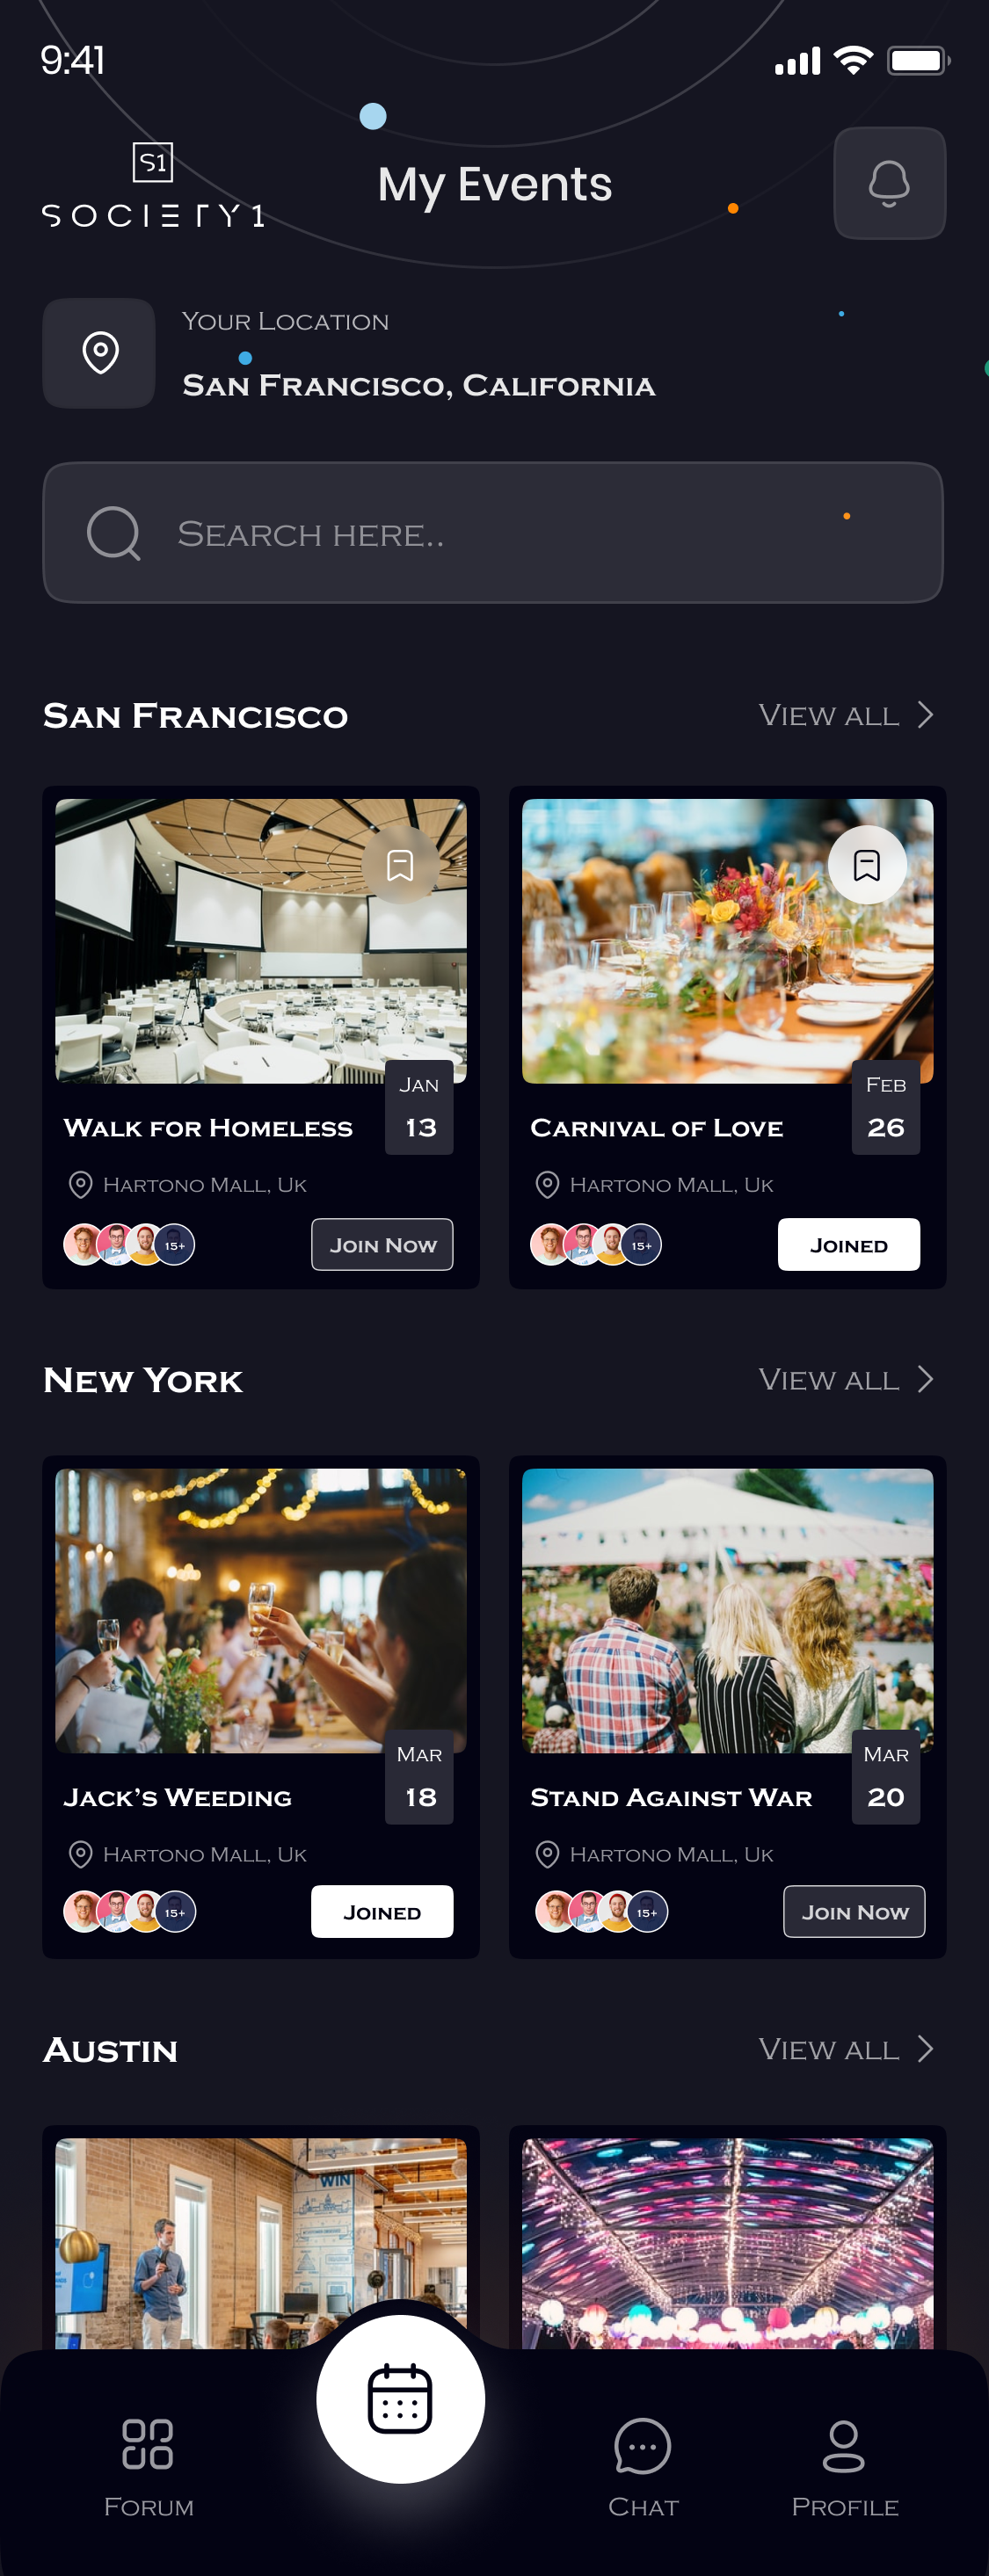 9:41
S1
SOCIETY1
My Events
Your Location
San Francisco, California
Search here..
San Francisco
View all
Jan
13
Walk for Homeless
Hartono Mall, Uk
15+
Join Now
Feb
26
Carnival of Love
Hartono Mall, Uk
15+
Joined
New York
View all
Mar
18
Jack’s Weeding
Hartono Mall, Uk
15+
Joined
Mar
20
Stand Against War
Hartono Mall, Uk
15+
Join Now
Austin
View all
WIN
Forum
Chat
Profile